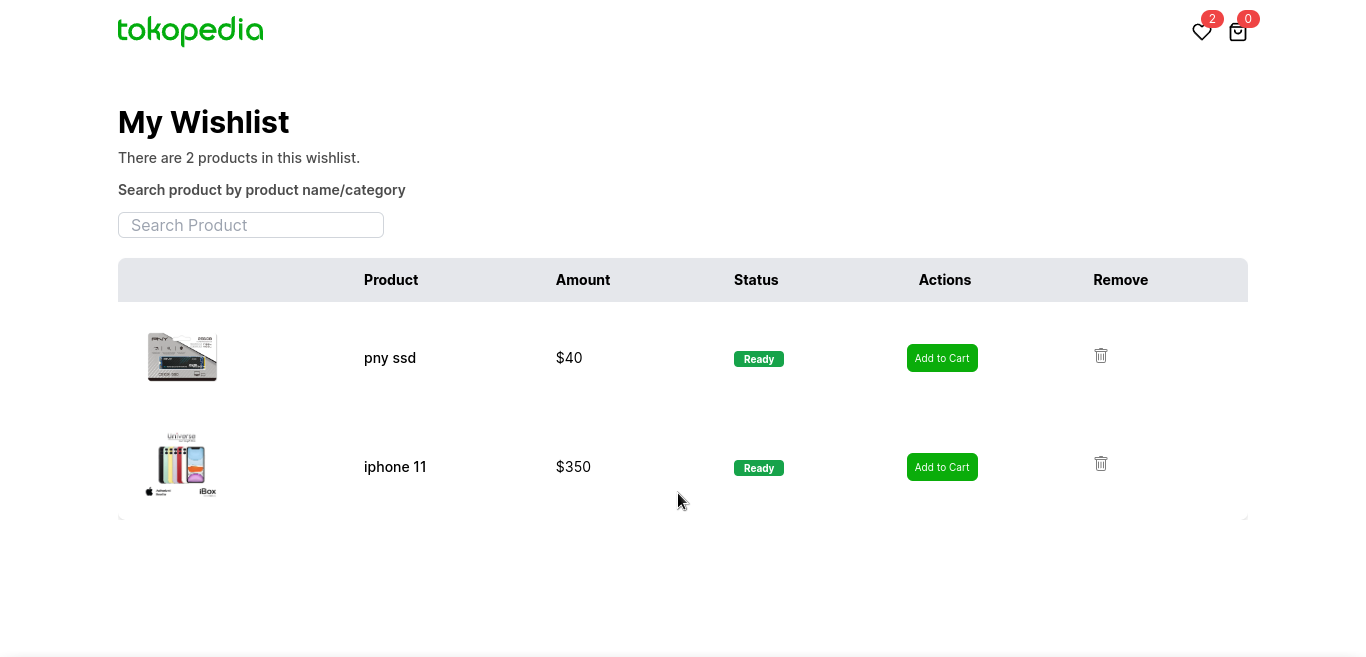 tokopedia
2
0
My Wishlist
There are 2 products in this wishlist.
Search product by product name/category
Search Product
Product Amount Status Actions Remove
PNY
pny ssd $40 Ready Add to Cart
universe
iphone 11 $350 Ready Add to Cart
iBox